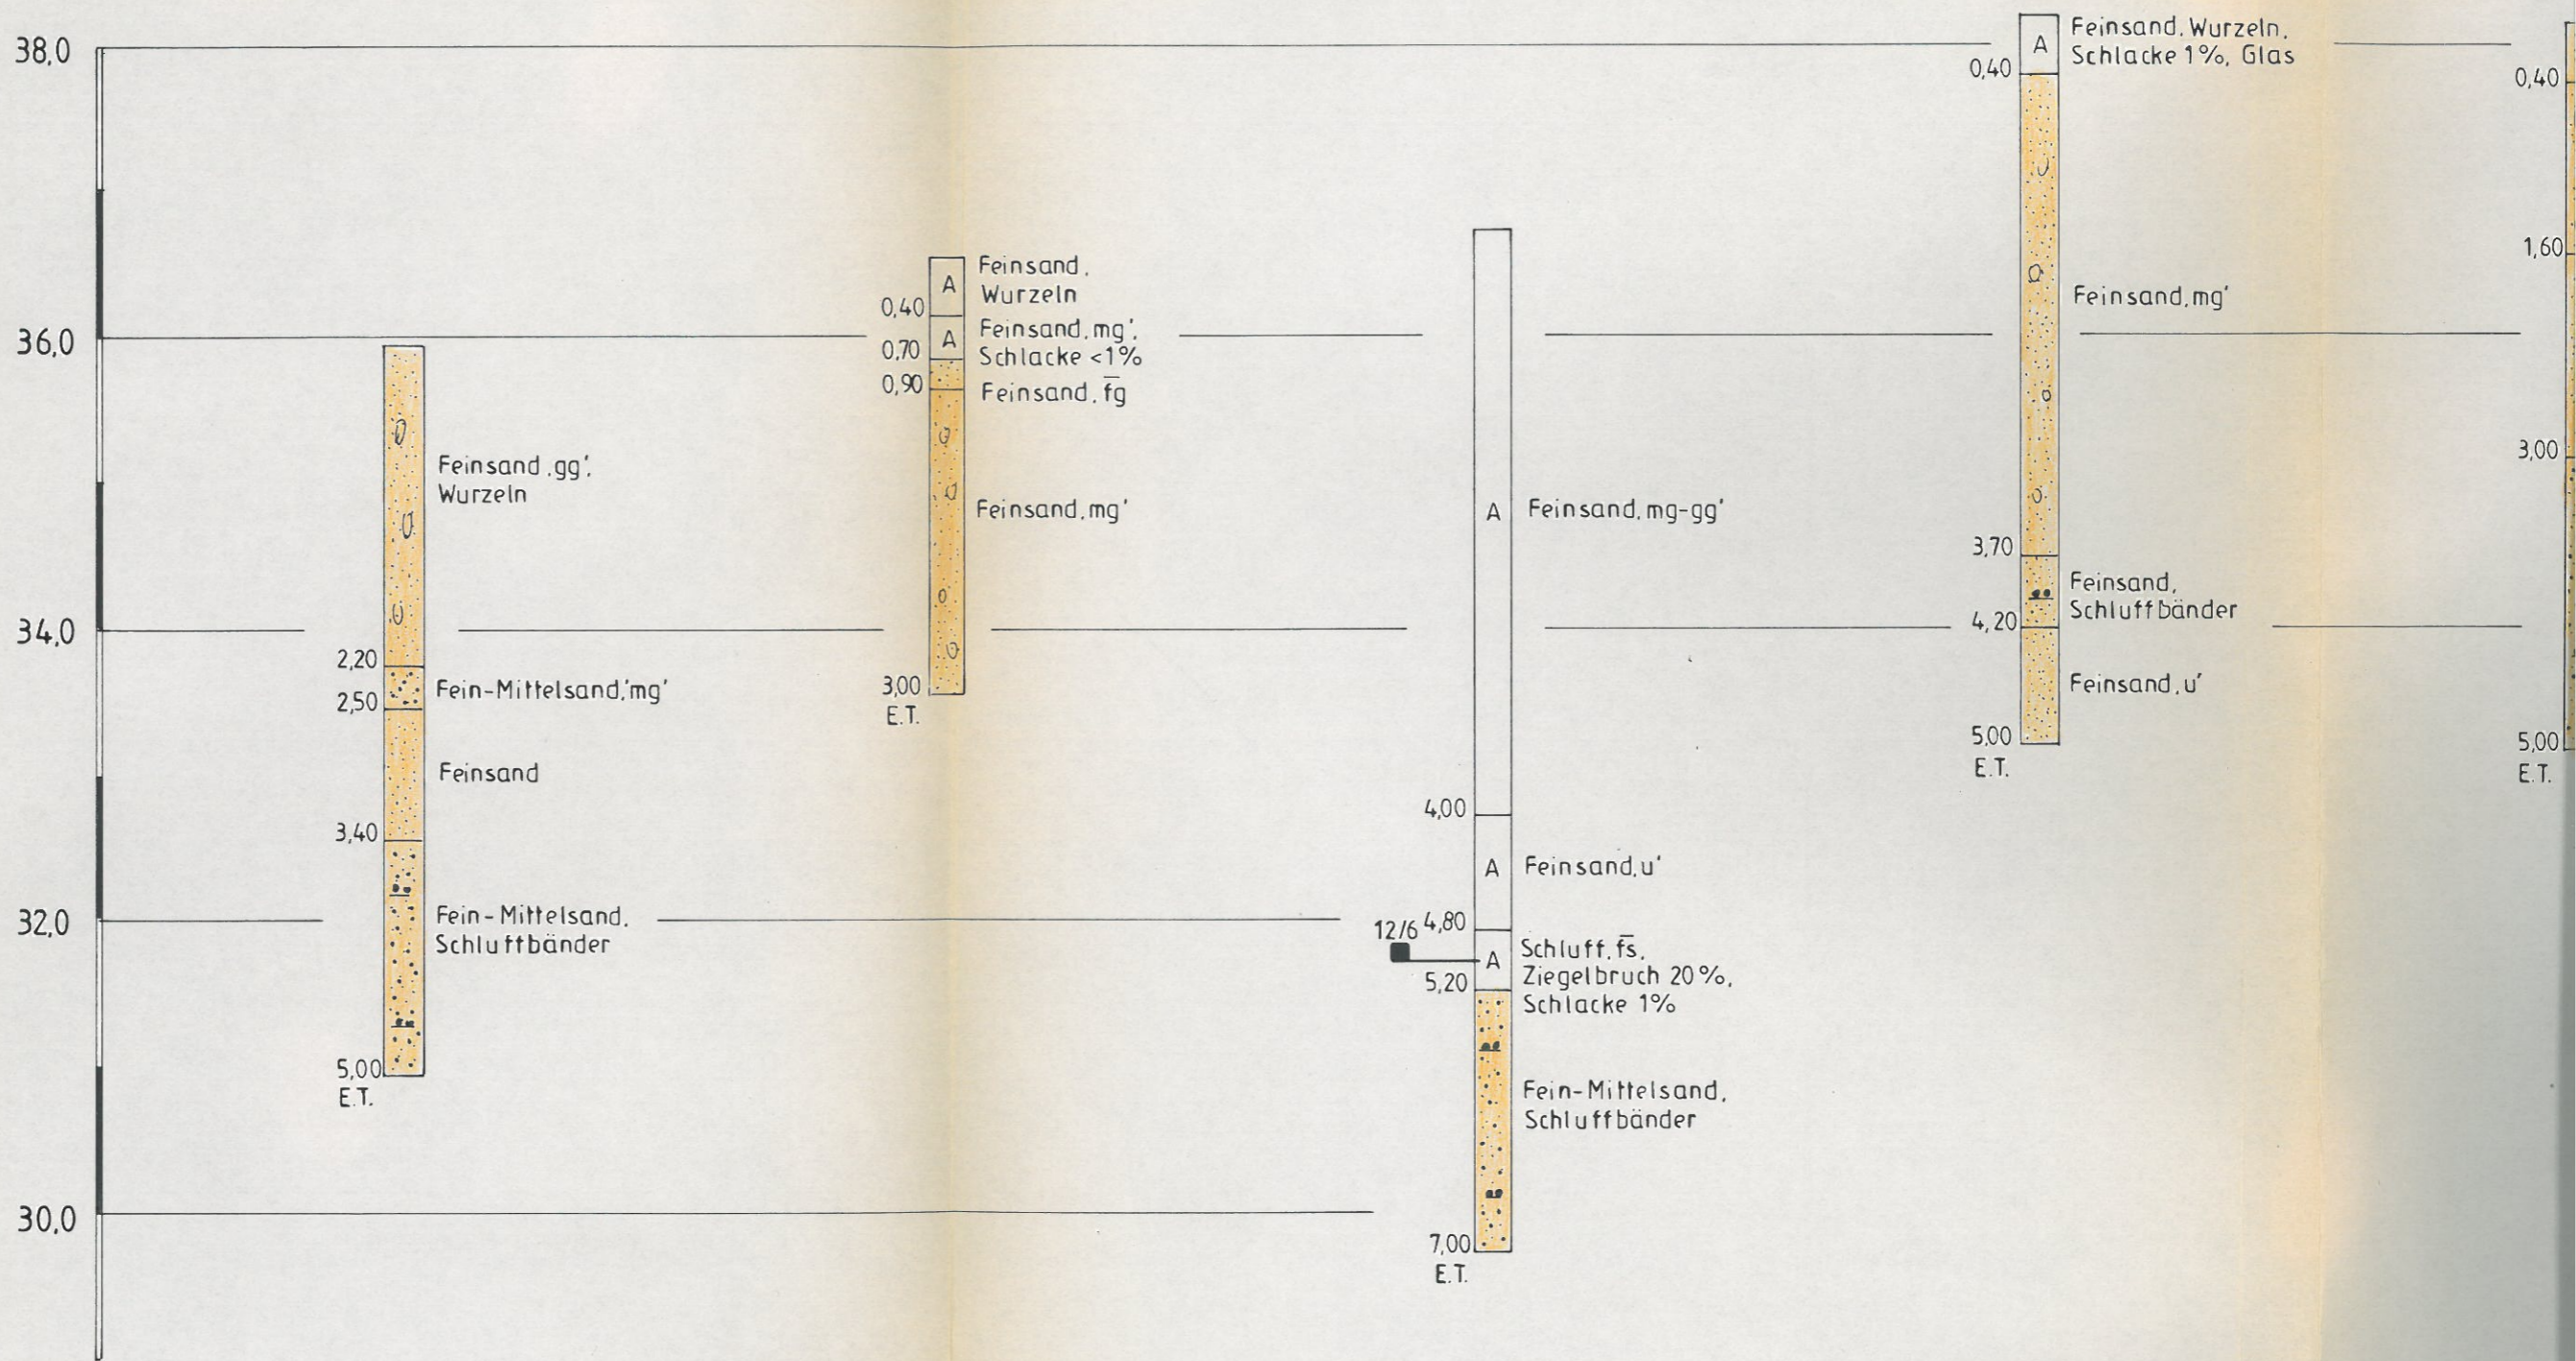 38,0
36,0
34,0
32,0
30,0
Feinsand,gg',
Wurzeln
2,20
Fein-Mittelsand,'mg'
2,50
Feinsand
3,40
Fein-Mittelsand,
Schluffbänder
5,00
E.T.
A
Feinsand,
Wurzeln
0,40
A
Feinsand,mg',
Schlacke <1%
0,70
0,90
Feinsand, f̅g
Feinsand,mg'
3,00
E.T.
A
Feinsand,mg-gg'
4,00
A
Feinsand,u'
12/6
4,80
A
Schluff,f̅s,
Ziegelbruch 20%,
Schlacke 1%
5,20
Fein-Mittelsand,
Schluffbänder
7,00
E.T.
A
Feinsand, Wurzeln,
Schlacke 1%, Glas
0,40
Feinsand,mg'
3,70
Feinsand,
Schluffbänder
4,20
Feinsand,u'
5,00
E.T.
0,40
1,60
3,00
5,00
E.T.